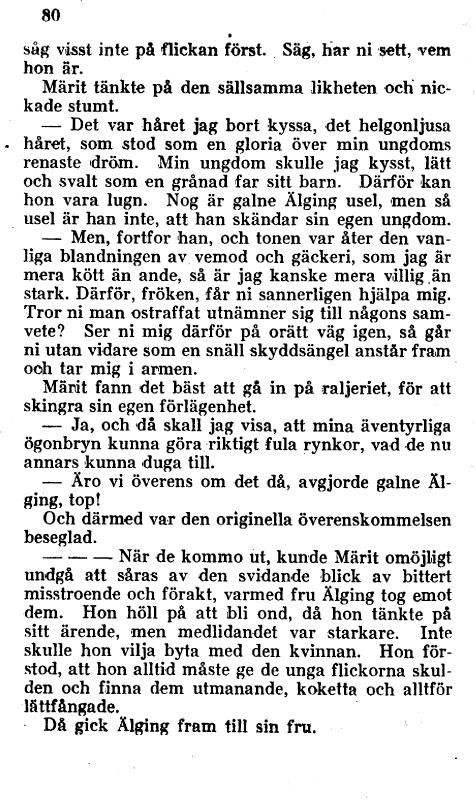 80
såg visst inte på flickan först. Säg, har ni sett, vem
hon är.
Märit tänkte på den sällsamma likheten och nic-
kade stumt.
— Det var håret jag bort kyssa, det helgonljusa
håret, som stod som en gloria över min ungdoms
renaste dröm. Min ungdom skulle jag kysst, lätt
och svalt som en grånad far sitt barn. Därför kan
hon vara lugn. Nog är galne Älging usel, men så
usel är han inte, att han skändar sin egen ungdom.
— Men, fortfor han, och tonen var åter den van-
liga blandningen av vemod och gäckeri, som jag är
mera kött än ande, så är jag kanske mera villig än
stark. Därför, fröken, får ni sannerligen hjälpa mig.
Tror ni man ostraffat utnämner sig till någons sam-
vete? Ser ni mig därför på orätt väg igen, så går
ni utan vidare som en snäll skyddsängel anstår fram
och tar mig i armen.
Märit fann det bäst att gå in på raljeriet, för att
skingra sin egen förlägenhet.
— Ja, och då skall jag visa, att mina äventyrliga
ögonbryn kunna göra riktigt fula rynkor, vad de nu
annars kunna duga till.
— Äro vi överens om det då, avgjorde galne Äl-
ging, top!
Och därmed var den originella överenskommelsen
beseglad.
— — — När de kommo ut, kunde Märit omöjligt
undgå att såras av den svidande blick av bittert
misstroende och förakt, varmed fru Älging tog emot
dem. Hon höll på att bli ond, då hon tänkte på
sitt ärende, men medlidandet var starkare. Inte
skulle hon vilja byta med den kvinnan. Hon för-
stod, att hon alltid måste ge de unga flickorna skul-
den och finna dem utmanande, koketta och alltför
lättfångade.
Då gick Älging fram till sin fru.